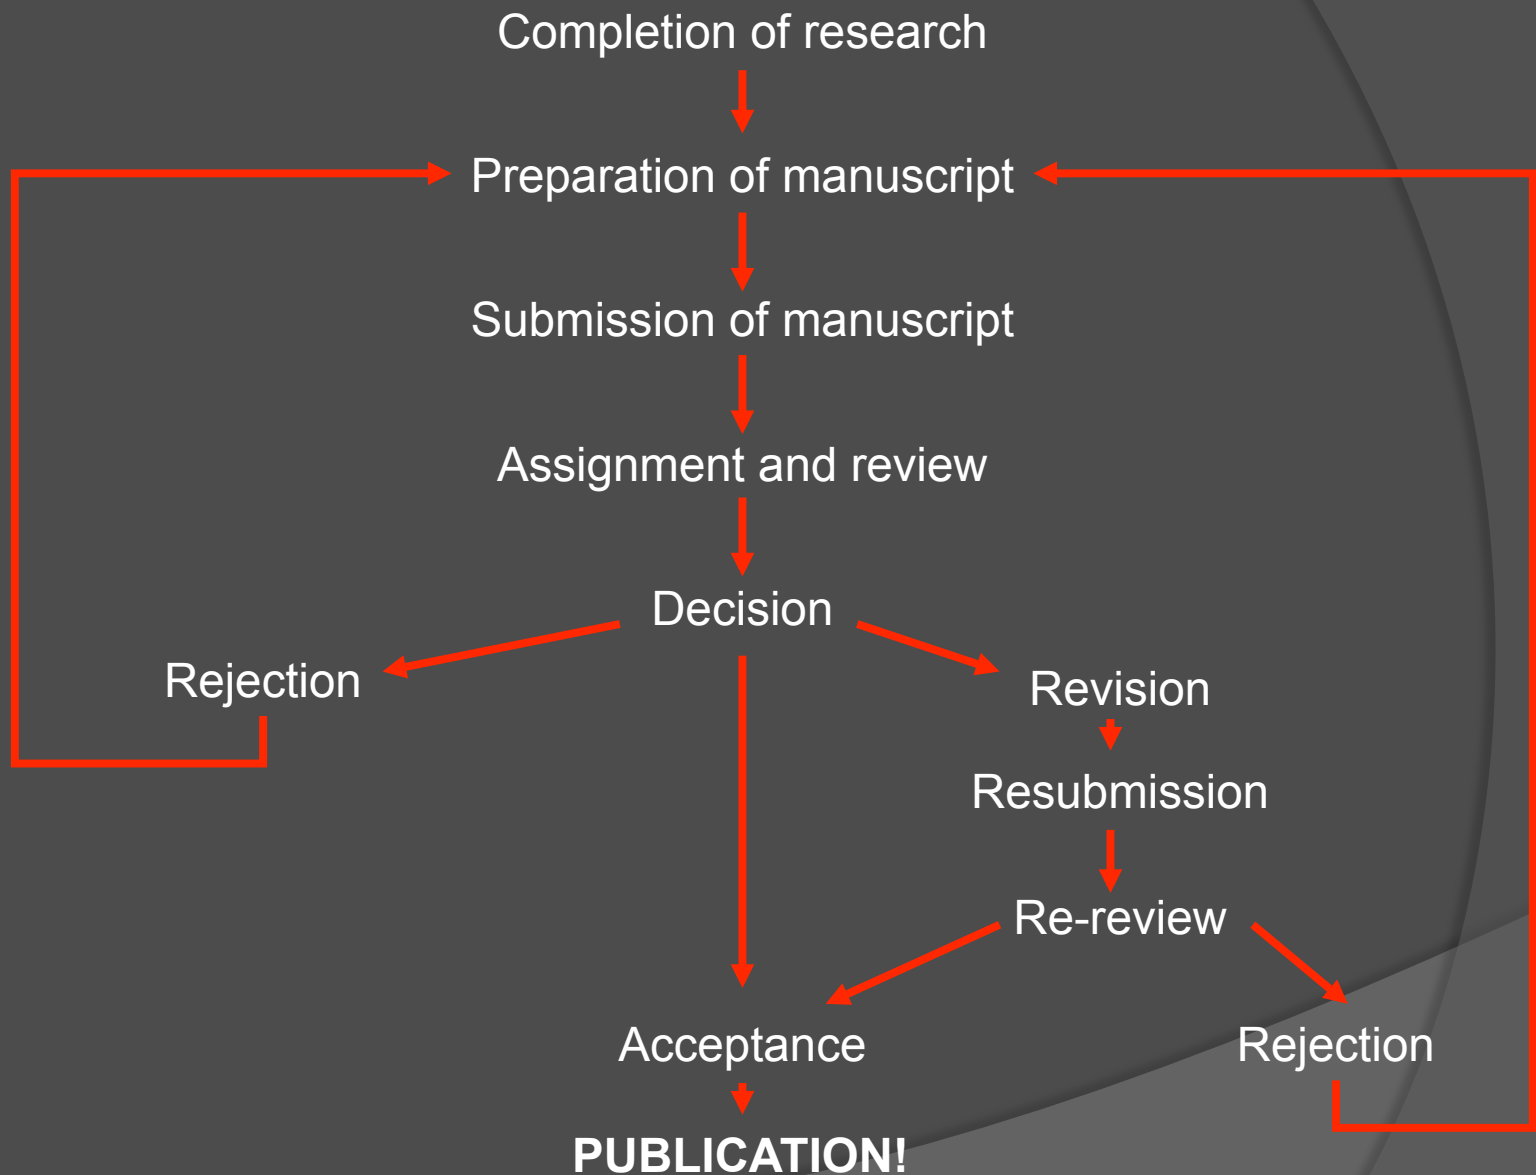 Completion of research
Preparation of manuscript
Submission of manuscript
Assignment and review
Decision
Rejection
Revision
Resubmission
Re-review
Acceptance
Rejection
PUBLICATION!